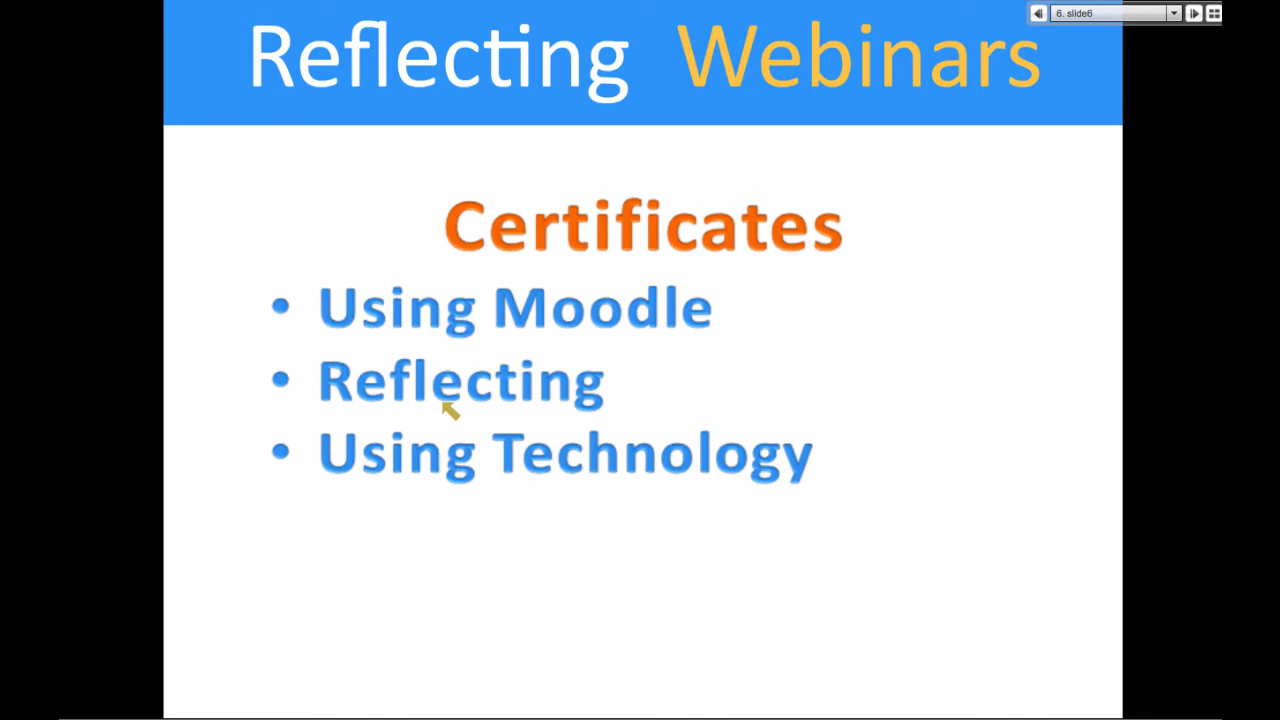 6. slide6
Reflecting Webinars
Certificates
• Using Moodle
• Reflecting
• Using Technology